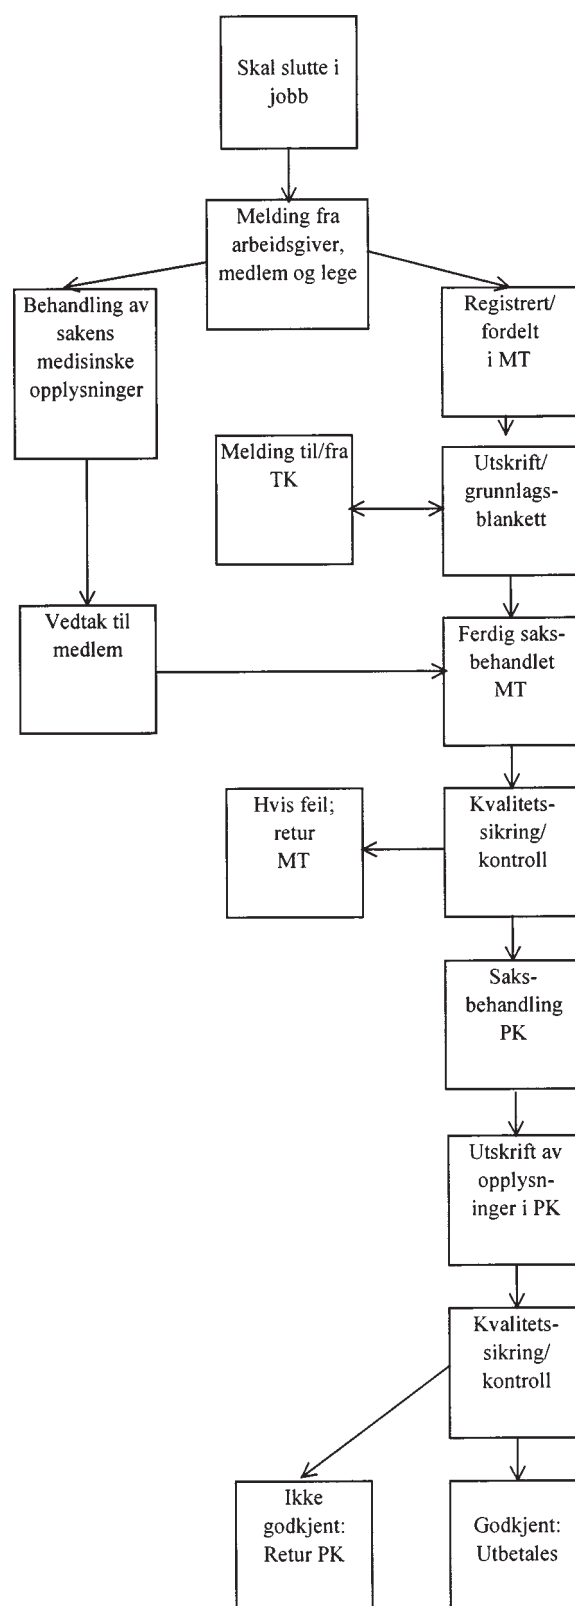 Skal slutte i
jobb
Melding fra
arbeidsgiver,
medlem og lege
Behandling av
sakens
medisinske
opplysninger
Registrert/
fordelt
i MT
Melding til/fra
TK
Utskrift/
grunnlags-
blankett
Vedtak til
medlem
Ferdig saks-
behandlet
MT
Hvis feil;
retur
MT
Kvalitets-
sikring/
kontroll
Saks-
behandling
PK
Utskrift av
opplysn-
inger i PK
Kvalitets-
sikring/
kontroll
Ikke
godkjent:
Retur PK
Godkjent:
Utbetales